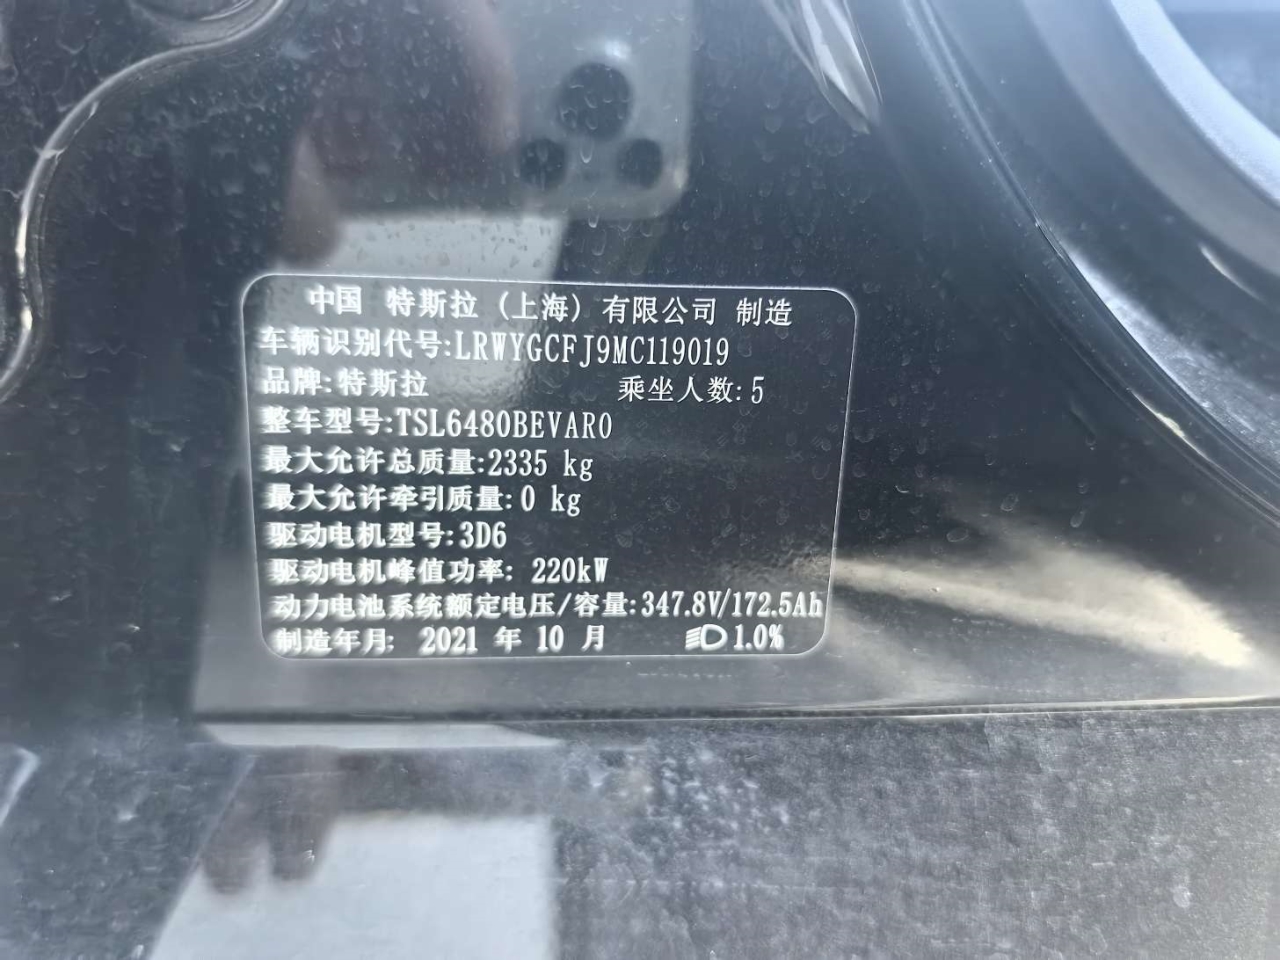 中国 特斯拉 (上海) 有限公司 制造
车辆识别代号:LRWYGCFJ9MC119019
品牌:特斯拉 乘坐人数:5
整车型号:TSL6480BEVAR0
最大允许总质量:2335 kg
最大允许牵引质量:0 kg
驱动电机型号:3D6
驱动电机峰值功率: 220kW
动力电池系统额定电压/容量:347.8V/172.5Ah
制造年月: 2021 年 10 月 1.0%